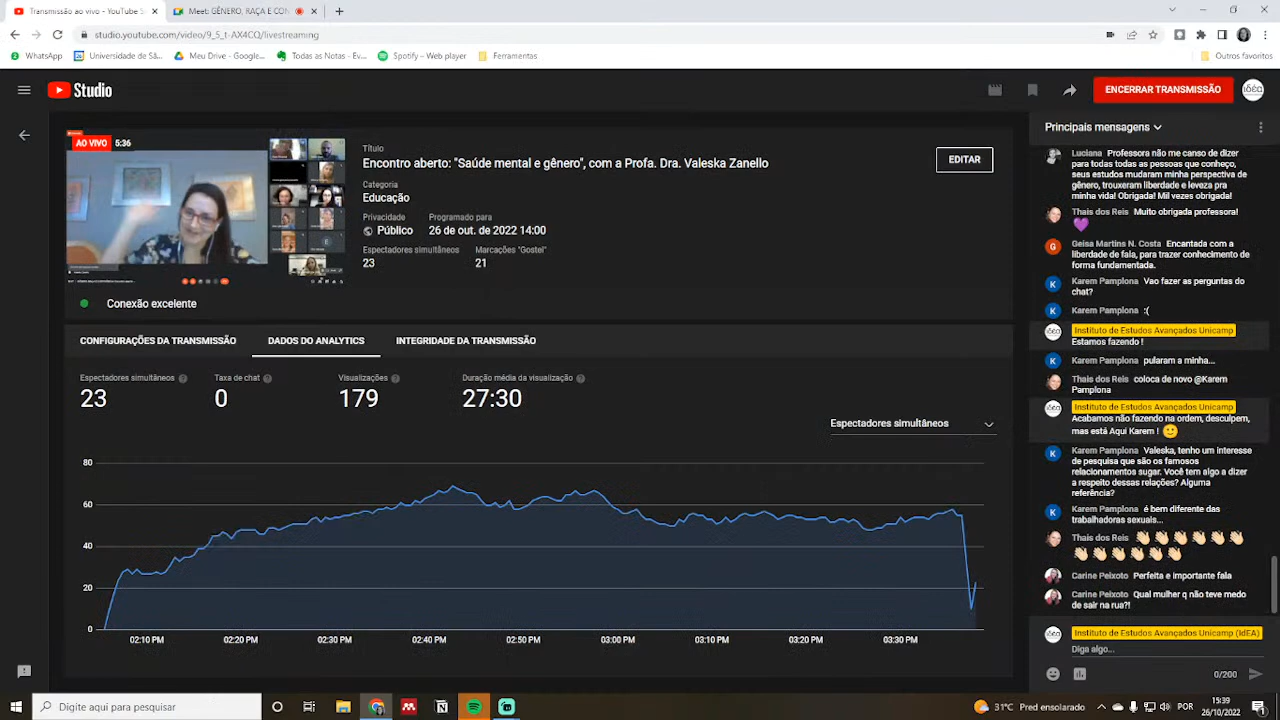 Transmissão ao vivo - YouTube S
Meet: GÊNERO, RAÇA E CON
studio.youtube.com/video/9_5_t-AX4CQ/livestreaming
WhatsApp
Universidade de Sã...
Meu Drive - Google...
Todas as Notas - Ev...
Spotify – Web player
Ferramentas
Outros favoritos
Studio
ENCERRAR TRANSMISSÃO
idéa
AO VIVO 5:36
Título
Encontro aberto: "Saúde mental e gênero", com a Profa. Dra. Valeska Zanello
EDITAR
Categoria
Educação
Privacidade
Público
Programado para
26 de out. de 2022 14:00
Espectadores simultâneos
23
Marcações "Gostei"
21
Conexão excelente
CONFIGURAÇÕES DA TRANSMISSÃO
DADOS DO ANALYTICS
INTEGRIDADE DA TRANSMISSÃO
Espectadores simultâneos
23
Taxa de chat
0
Visualizações
179
Duração média da visualização
27:30
Espectadores simultâneos
80
60
40
20
0
02:10 PM
02:20 PM
02:30 PM
02:40 PM
02:50 PM
03:00 PM
03:10 PM
03:20 PM
03:30 PM
Principais mensagens
Luciana Professora não me canso de dizer
para todas todas as pessoas que conheço,
seus estudos mudaram minha perspectiva de
gênero, trouxeram liberdade e leveza pra
minha vida! Obrigada! Mil vezes obrigada!
Thais dos Reis Muito obrigada professora!
💜
Geisa Martins N. Costa Encantada com a
liberdade de fala, para trazer conhecimento de
forma fundamentada.
Karem Pamplona Vao fazer as perguntas do
chat?
Karem Pamplona :(
Instituto de Estudos Avançados Unicamp
Estamos fazendo !
Karem Pamplona pularam a minha...
Thais dos Reis coloca de novo @Karem
Pamplona
Instituto de Estudos Avançados Unicamp
Acabamos não fazendo na ordem, desculpem,
mas está Aqui Karem ! 🙂
Karem Pamplona Valeska, tenho um interesse
de pesquisa que são os famosos
relacionamentos sugar. Você tem algo a dizer
a respeito dessas relações? Alguma
referência?
Karem Pamplona é bem diferente das
trabalhadoras sexuais...
Thais dos Reis 👏🏻👏🏻👏🏻👏🏻👏🏻👏🏻
👏🏻👏🏻👏🏻👏🏻👏🏻👏🏻
Carine Peixoto Perfeita e importante fala
Carine Peixoto Qual mulher q não teve medo
de sair na rua?!
Instituto de Estudos Avançados Unicamp (IdEA)
Diga algo...
0/200
Digite aqui para pesquisar
31°C Pred ensolarado
POR
15:39
26/10/2022